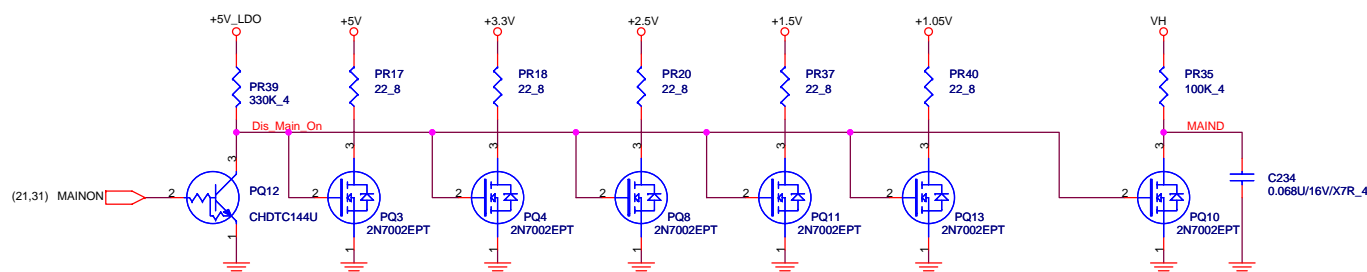 +5V_LDO
+5V
+3.3V
+2.5V
+1.5V
+1.05V
VH
PR39
330K_4
PR17
22_8
PR18
22_8
PR20
22_8
PR37
22_8
PR40
22_8
PR35
100K_4
Dis_Main_On
MAIND
3
3
3
3
3
3
3
(21,31) MAINON
2
PQ12
CHDTC144U
1
2
PQ3
2N7002EPT
1
2
PQ4
2N7002EPT
1
2
PQ8
2N7002EPT
1
2
PQ11
2N7002EPT
1
2
PQ13
2N7002EPT
1
2
PQ10
2N7002EPT
1
C234
0.068U/16V/X7R_4